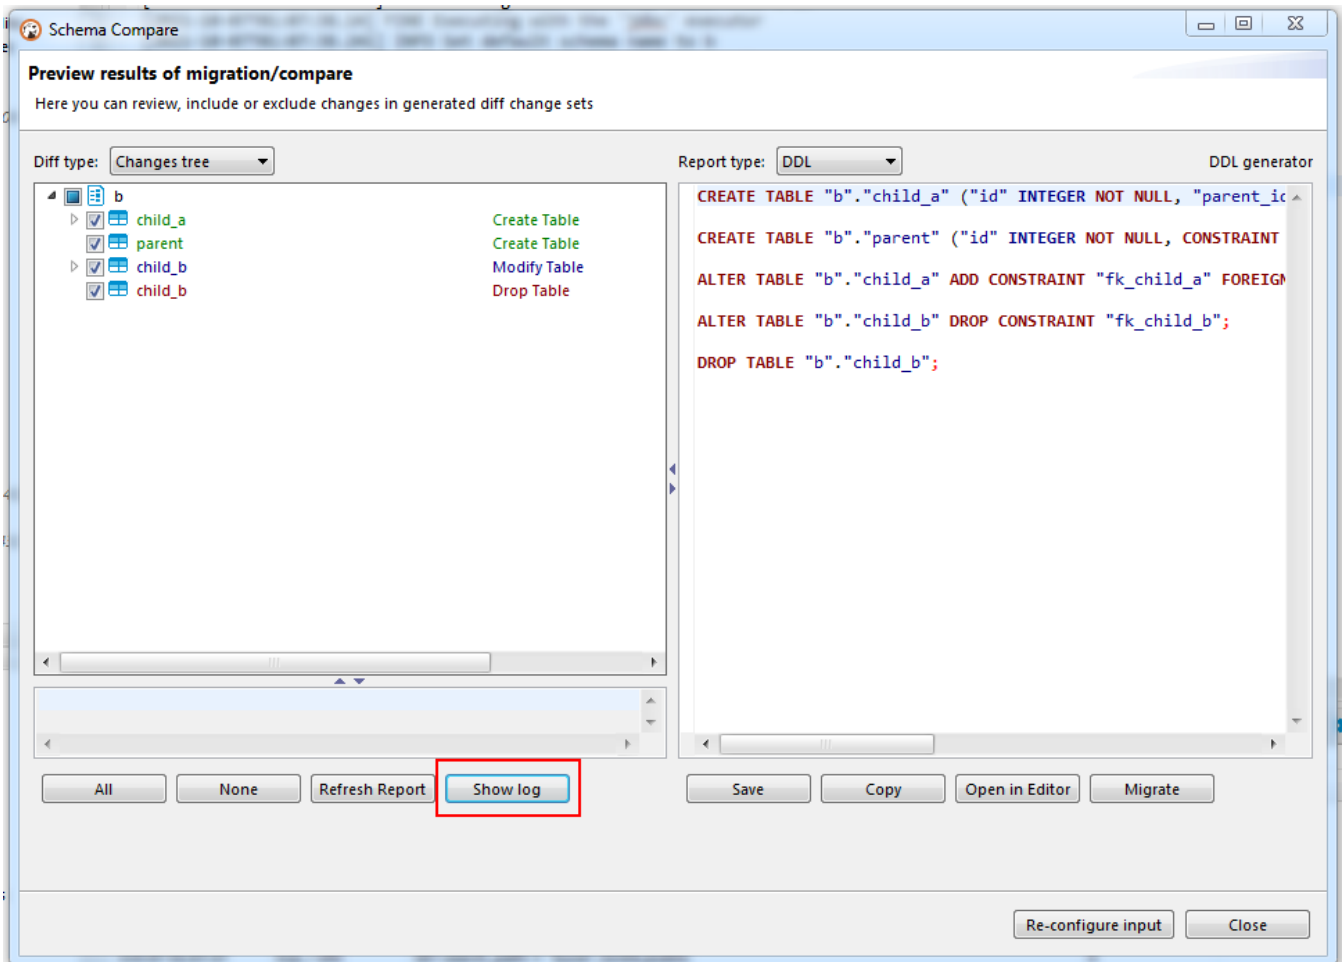 Schema Compare
Preview results of migration/compare
Here you can review, include or exclude changes in generated diff change sets
Diff type: Changes tree
Report type: DDL
DDL generator
b
child_a Create Table
parent Create Table
child_b Modify Table
child_b Drop Table
CREATE TABLE "b"."child_a" ("id" INTEGER NOT NULL, "parent_ic
CREATE TABLE "b"."parent" ("id" INTEGER NOT NULL, CONSTRAINT
ALTER TABLE "b"."child_a" ADD CONSTRAINT "fk_child_a" FOREIGN
ALTER TABLE "b"."child_b" DROP CONSTRAINT "fk_child_b";
DROP TABLE "b"."child_b";
All None Refresh Report Show log
Save Copy Open in Editor Migrate
Re-configure input Close